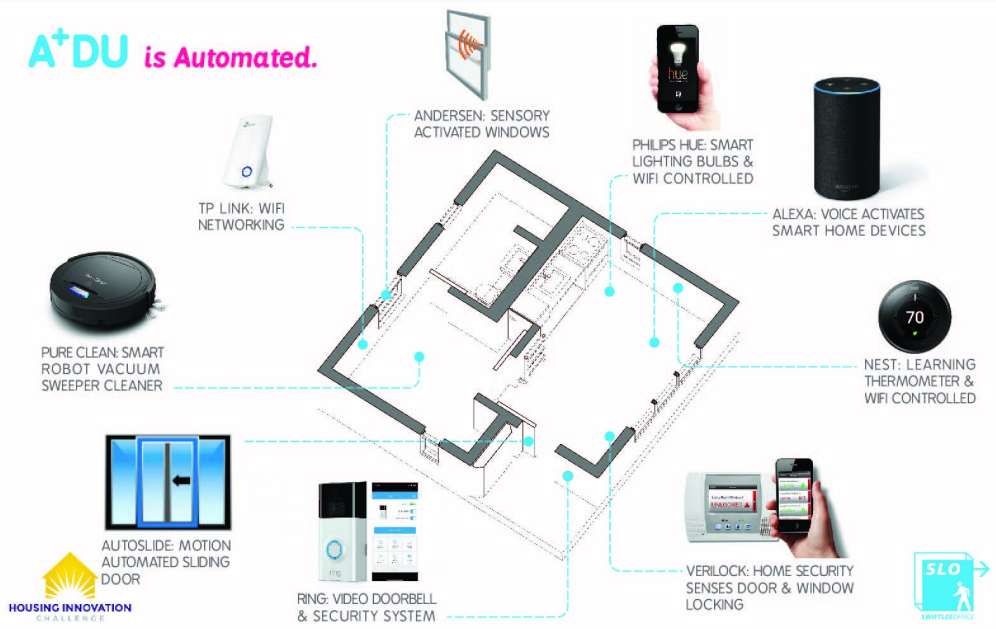 A+DU is Automated.
ANDERSEN: SENSORY
ACTIVATED WINDOWS
hue
PHILIPS HUE: SMART
LIGHTING BULBS &
WIFI CONTROLLED
TP LINK: WIFI
NETWORKING
ALEXA: VOICE ACTIVATES
SMART HOME DEVICES
PURE CLEAN: SMART
ROBOT VACUUM
SWEEPER CLEANER
70
NEST: LEARNING
THERMOMETER &
WIFI CONTROLLED
AUTOSLIDE: MOTION
AUTOMATED SLIDING
DOOR
ring
RING: VIDEO DOORBELL
& SECURITY SYSTEM
UNLOCKED
VERILOCK: HOME SECURITY
SENSES DOOR & WINDOW
LOCKING
HOUSING INNOVATION
CHALLENGE
SLO